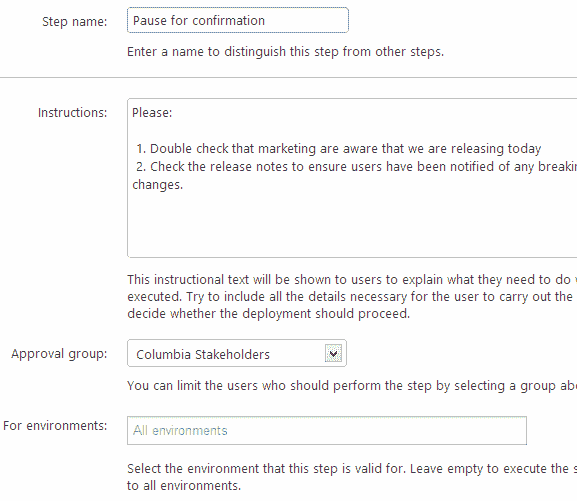 Step name: Pause for confirmation
Enter a name to distinguish this step from other steps.
Instructions: Please:
1. Double check that marketing are aware that we are releasing today
2. Check the release notes to ensure users have been notified of any breakin
changes.
This instructional text will be shown to users to explain what they need to do
executed. Try to include all the details necessary for the user to carry out the
decide whether the deployment should proceed.
Approval group: Columbia Stakeholders
You can limit the users who should perform the step by selecting a group abo
For environments: All environments
Select the environment that this step is valid for. Leave empty to execute the s
to all environments.